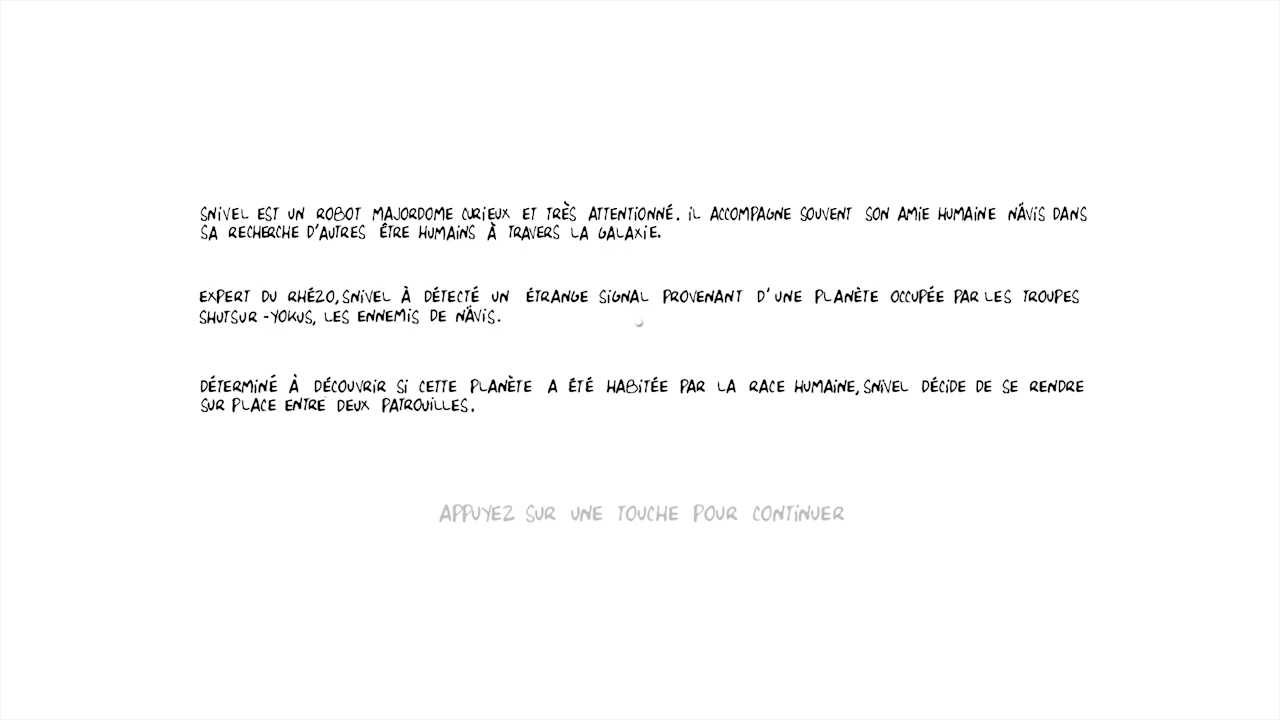 SNIVEL EST UN ROBOT MAJORDOME CURIEUX ET TRÈS ATTENTIONNÉ. IL ACCOMPAGNE SOUVENT SON AMIE HUMAINE NÄVIS DANS
SA RECHERCHE D'AUTRES ÊTRE HUMAINS À TRAVERS LA GALAXIE.
EXPERT DU RHÉZO, SNIVEL À DÉTECTÉ UN ÉTRANGE SIGNAL PROVENANT D'UNE PLANÈTE OCCUPÉE PAR LES TROUPES
SHUTSUR-YOKUS, LES ENNEMIS DE NÄVIS.
DÉTERMINÉ À DÉCOUVRIR SI CETTE PLANÈTE A ÉTÉ HABITÉE PAR LA RACE HUMAINE, SNIVEL DÉCIDE DE SE RENDRE
SUR PLACE ENTRE DEUX PATROUILLES.
APPUYEZ SUR UNE TOUCHE POUR CONTINUER